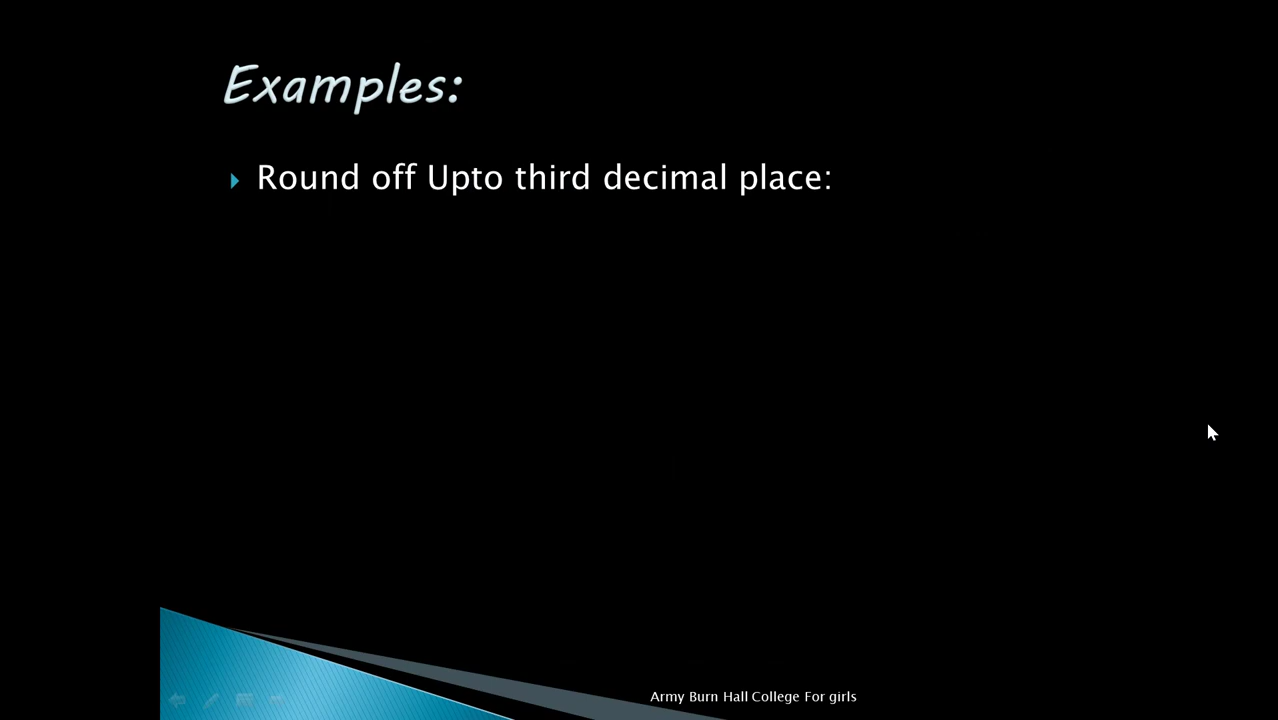 Examples:
Round off Upto third decimal place:
Army Burn Hall College For girls